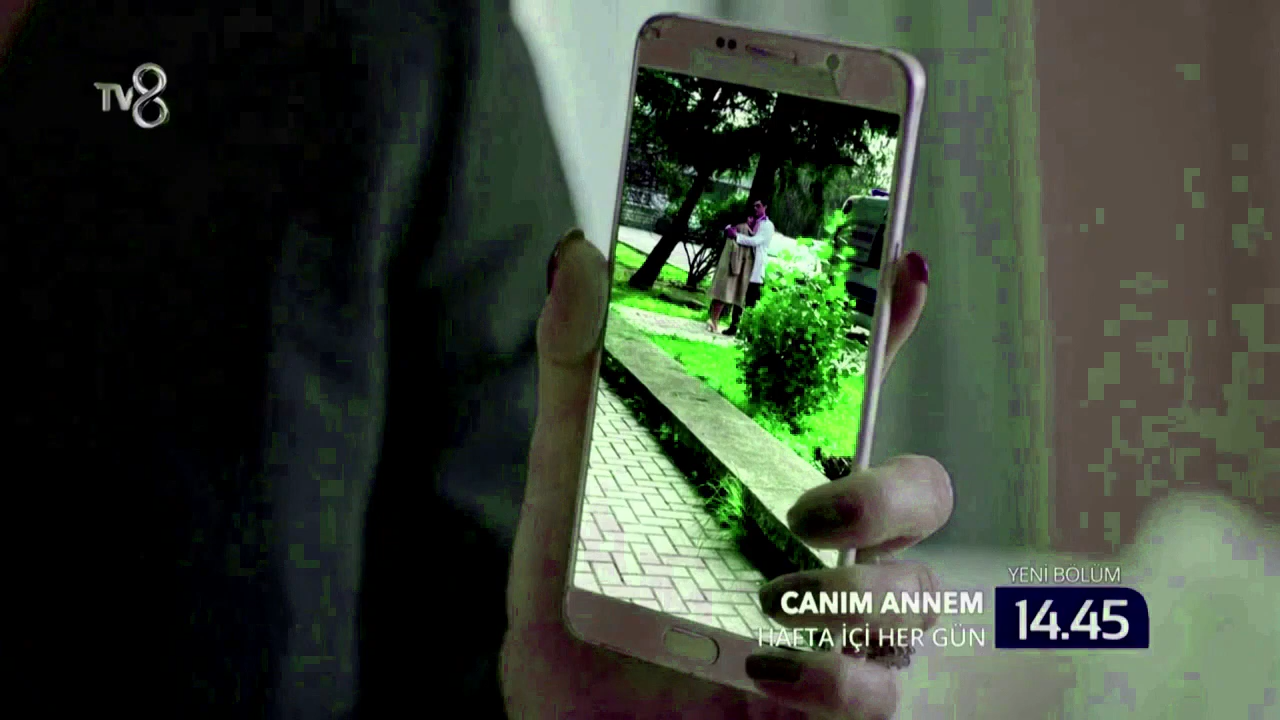 TV8
YENİ BÖLÜM
CANIM ANNEM
14.45
HAFTA İÇİ HER GÜN